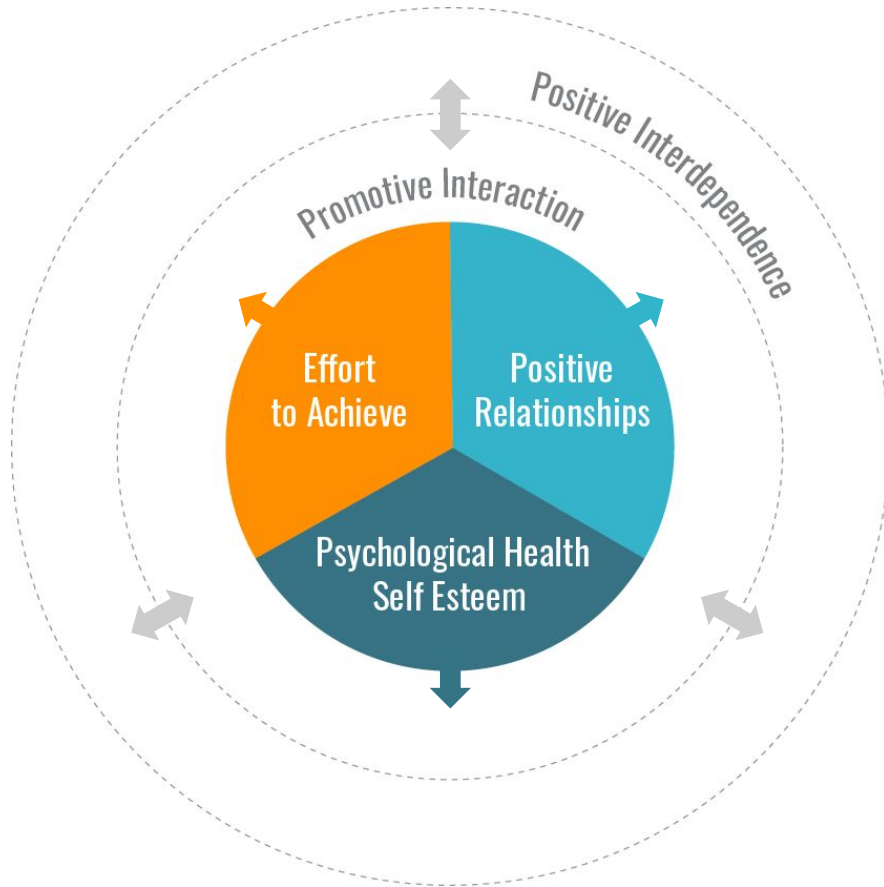 Positive Interdependence
Promotive Interaction
Effort
to Achieve
Positive
Relationships
Psychological Health
Self Esteem